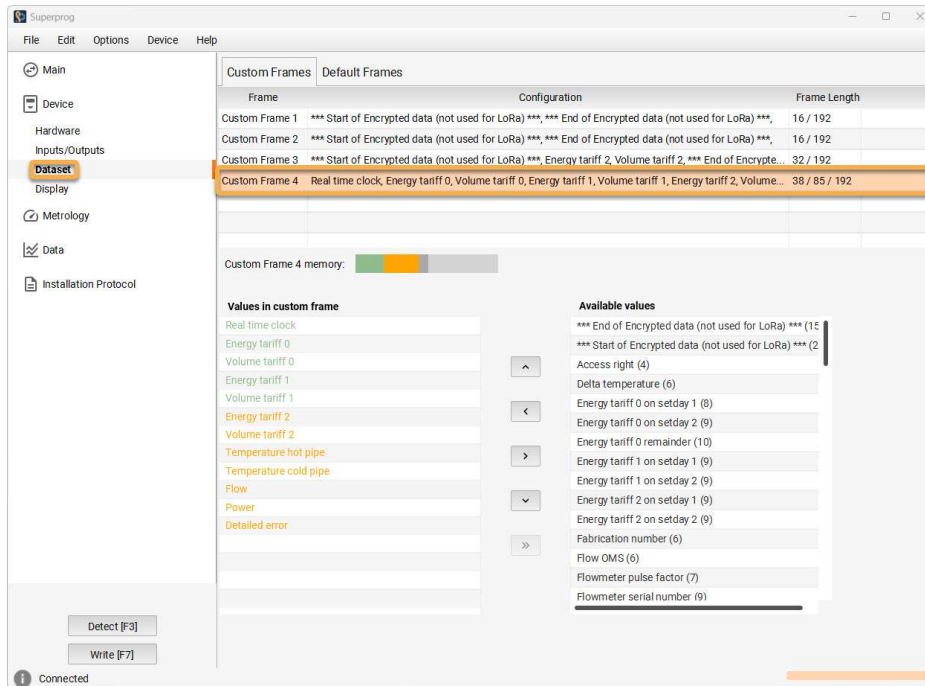 Superprog
File Edit Options Device Help
Main
Device
Hardware
Inputs/Outputs
Dataset
Display
Metrology
Data
Installation Protocol
Detect [F3]
Write [F7]
Connected
Custom Frames Default Frames
Frame Configuration Frame Length
Custom Frame 1 *** Start of Encrypted data (not used for LoRa) ***, *** End of Encrypted data (not used for LoRa) ***, 16 / 192
Custom Frame 2 *** Start of Encrypted data (not used for LoRa) ***, *** End of Encrypted data (not used for LoRa) ***, 16 / 192
Custom Frame 3 *** Start of Encrypted data (not used for LoRa) ***, Energy tariff 2, Volume tariff 2, *** End of Encrypte... 32 / 192
Custom Frame 4 Real time clock, Energy tariff 0, Volume tariff 0, Energy tariff 1, Volume tariff 1, Energy tariff 2, Volume... 38 / 85 / 192
Custom Frame 4 memory:
Values in custom frame
Real time clock
Energy tariff 0
Volume tariff 0
Energy tariff 1
Volume tariff 1
Energy tariff 2
Volume tariff 2
Temperature hot pipe
Temperature cold pipe
Flow
Power
Detailed error
Available values
*** End of Encrypted data (not used for LoRa) *** (15
*** Start of Encrypted data (not used for LoRa) *** (2
Access right (4)
Delta temperature (6)
Energy tariff 0 on setday 1 (8)
Energy tariff 0 on setday 2 (9)
Energy tariff 0 remainder (10)
Energy tariff 1 on setday 1 (9)
Energy tariff 1 on setday 2 (9)
Energy tariff 2 on setday 1 (9)
Energy tariff 2 on setday 2 (9)
Fabrication number (6)
Flow OMS (6)
Flowmeter pulse factor (7)
Flowmeter serial number (9)